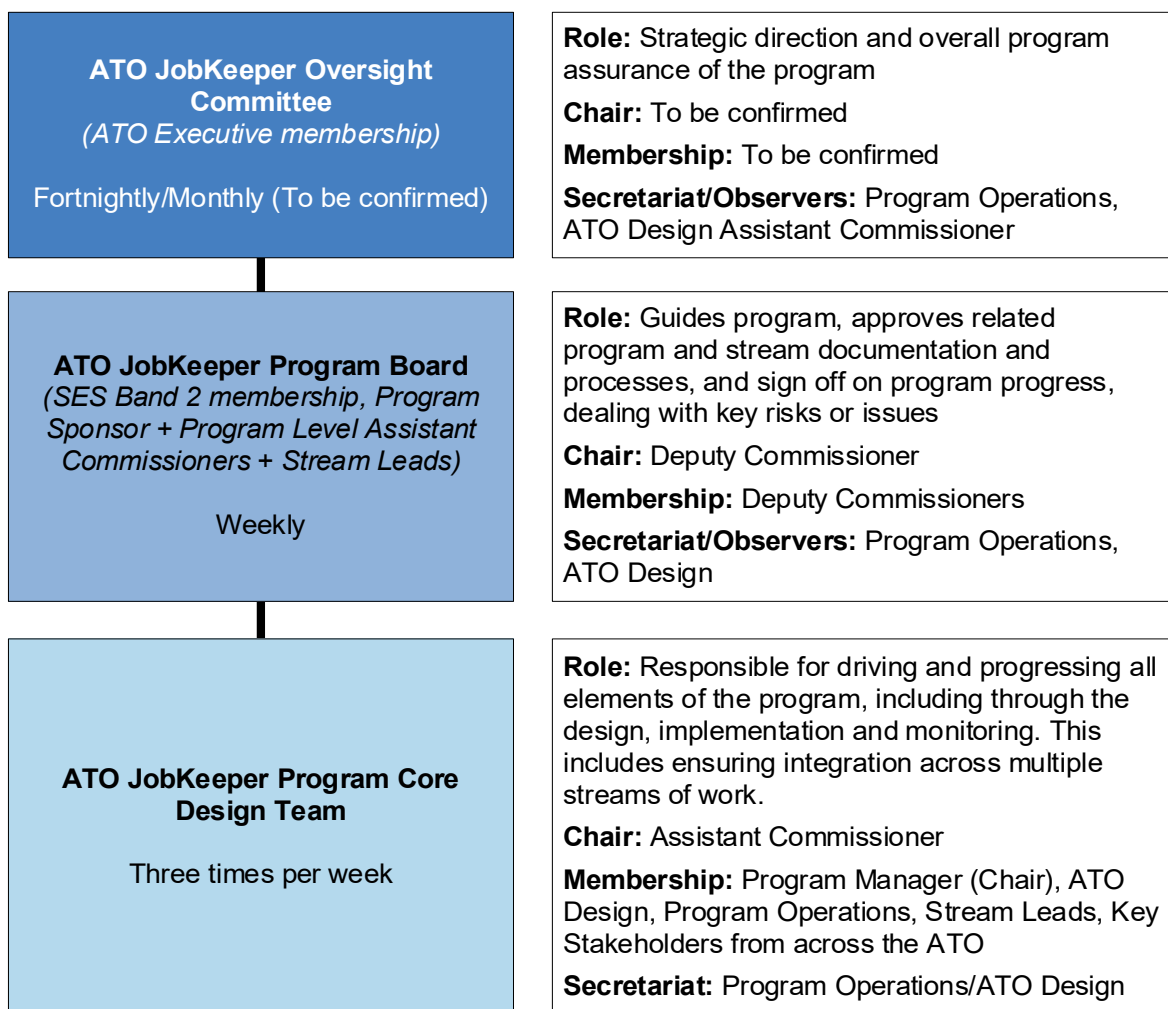 ATO JobKeeper Oversight
Committee
(ATO Executive membership)
Fortnightly/Monthly (To be confirmed)
Role: Strategic direction and overall program
assurance of the program
Chair: To be confirmed
Membership: To be confirmed
Secretariat/Observers: Program Operations,
ATO Design Assistant Commissioner
ATO JobKeeper Program Board
(SES Band 2 membership, Program
Sponsor + Program Level Assistant
Commissioners + Stream Leads)
Weekly
Role: Guides program, approves related
program and stream documentation and
processes, and sign off on program progress,
dealing with key risks or issues
Chair: Deputy Commissioner
Membership: Deputy Commissioners
Secretariat/Observers: Program Operations,
ATO Design
ATO JobKeeper Program Core
Design Team
Three times per week
Role: Responsible for driving and progressing all
elements of the program, including through the
design, implementation and monitoring. This
includes ensuring integration across multiple
streams of work.
Chair: Assistant Commissioner
Membership: Program Manager (Chair), ATO
Design, Program Operations, Stream Leads, Key
Stakeholders from across the ATO
Secretariat: Program Operations/ATO Design